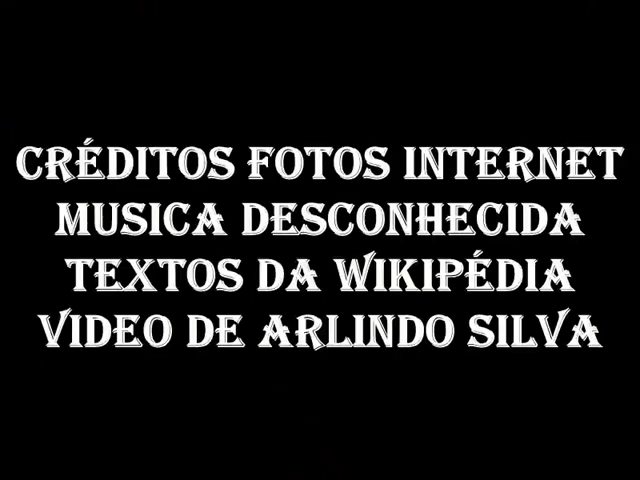 CRÉDITOS FOTOS INTERNET
MUSICA DESCONHECIDA
TEXTOS DA WIKIPÉDIA
VIDEO DE ARLINDO SILVA